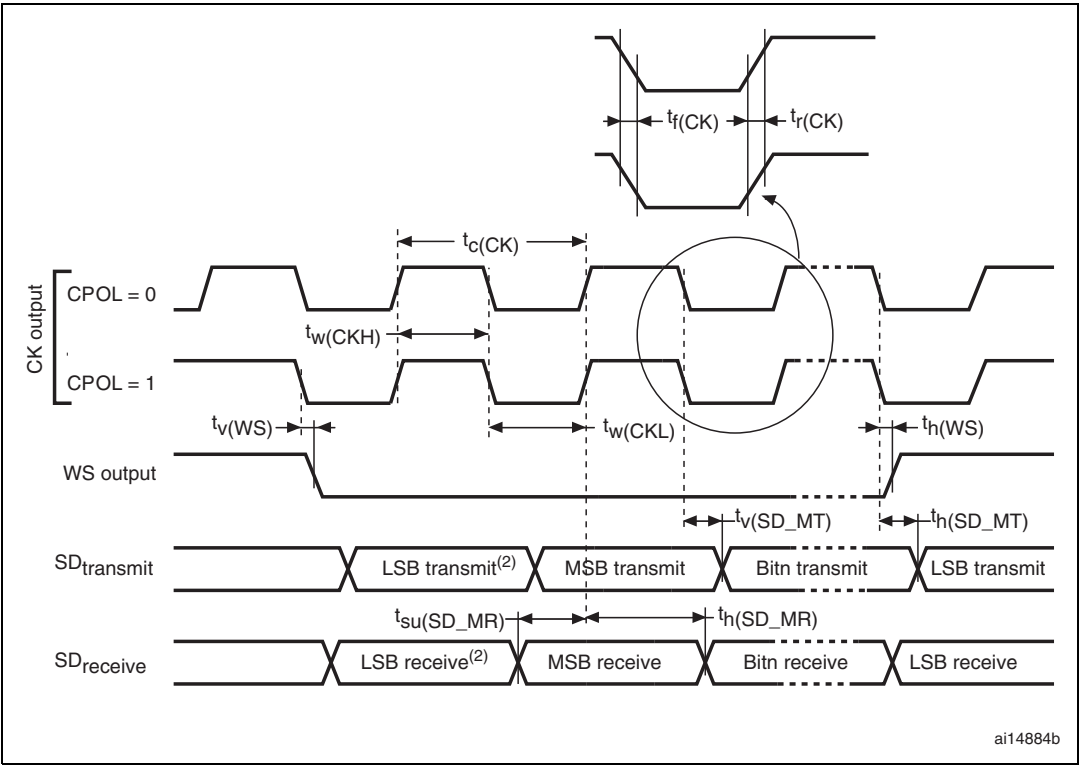 tf(CK)
tr(CK)
tc(CK)
CK output
CPOL = 0
tw(CKH)
CPOL = 1
tv(WS)
tw(CKL)
th(WS)
WS output
tv(SD_MT)
th(SD_MT)
SDtransmit
LSB transmit(2)
MSB transmit
Bitn transmit
LSB transmit
tsu(SD_MR)
th(SD_MR)
SDreceive
LSB receive(2)
MSB receive
Bitn receive
LSB receive
ai14884b